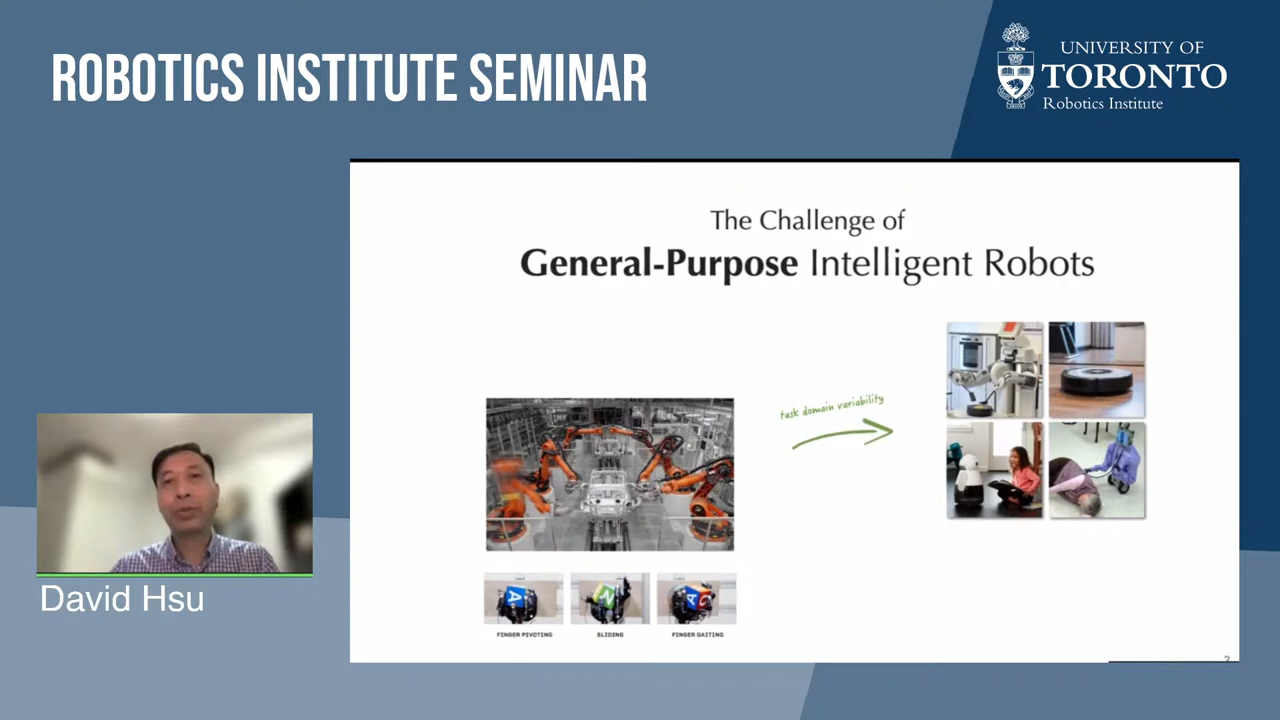 ROBOTICS INSTITUTE SEMINAR
UNIVERSITY OF
TORONTO
Robotics Institute
The Challenge of
General-Purpose Intelligent Robots
task domain variability
A
N
A
C
FINGER PIVOTING
SLIDING
FINGER GAITING
David Hsu
2